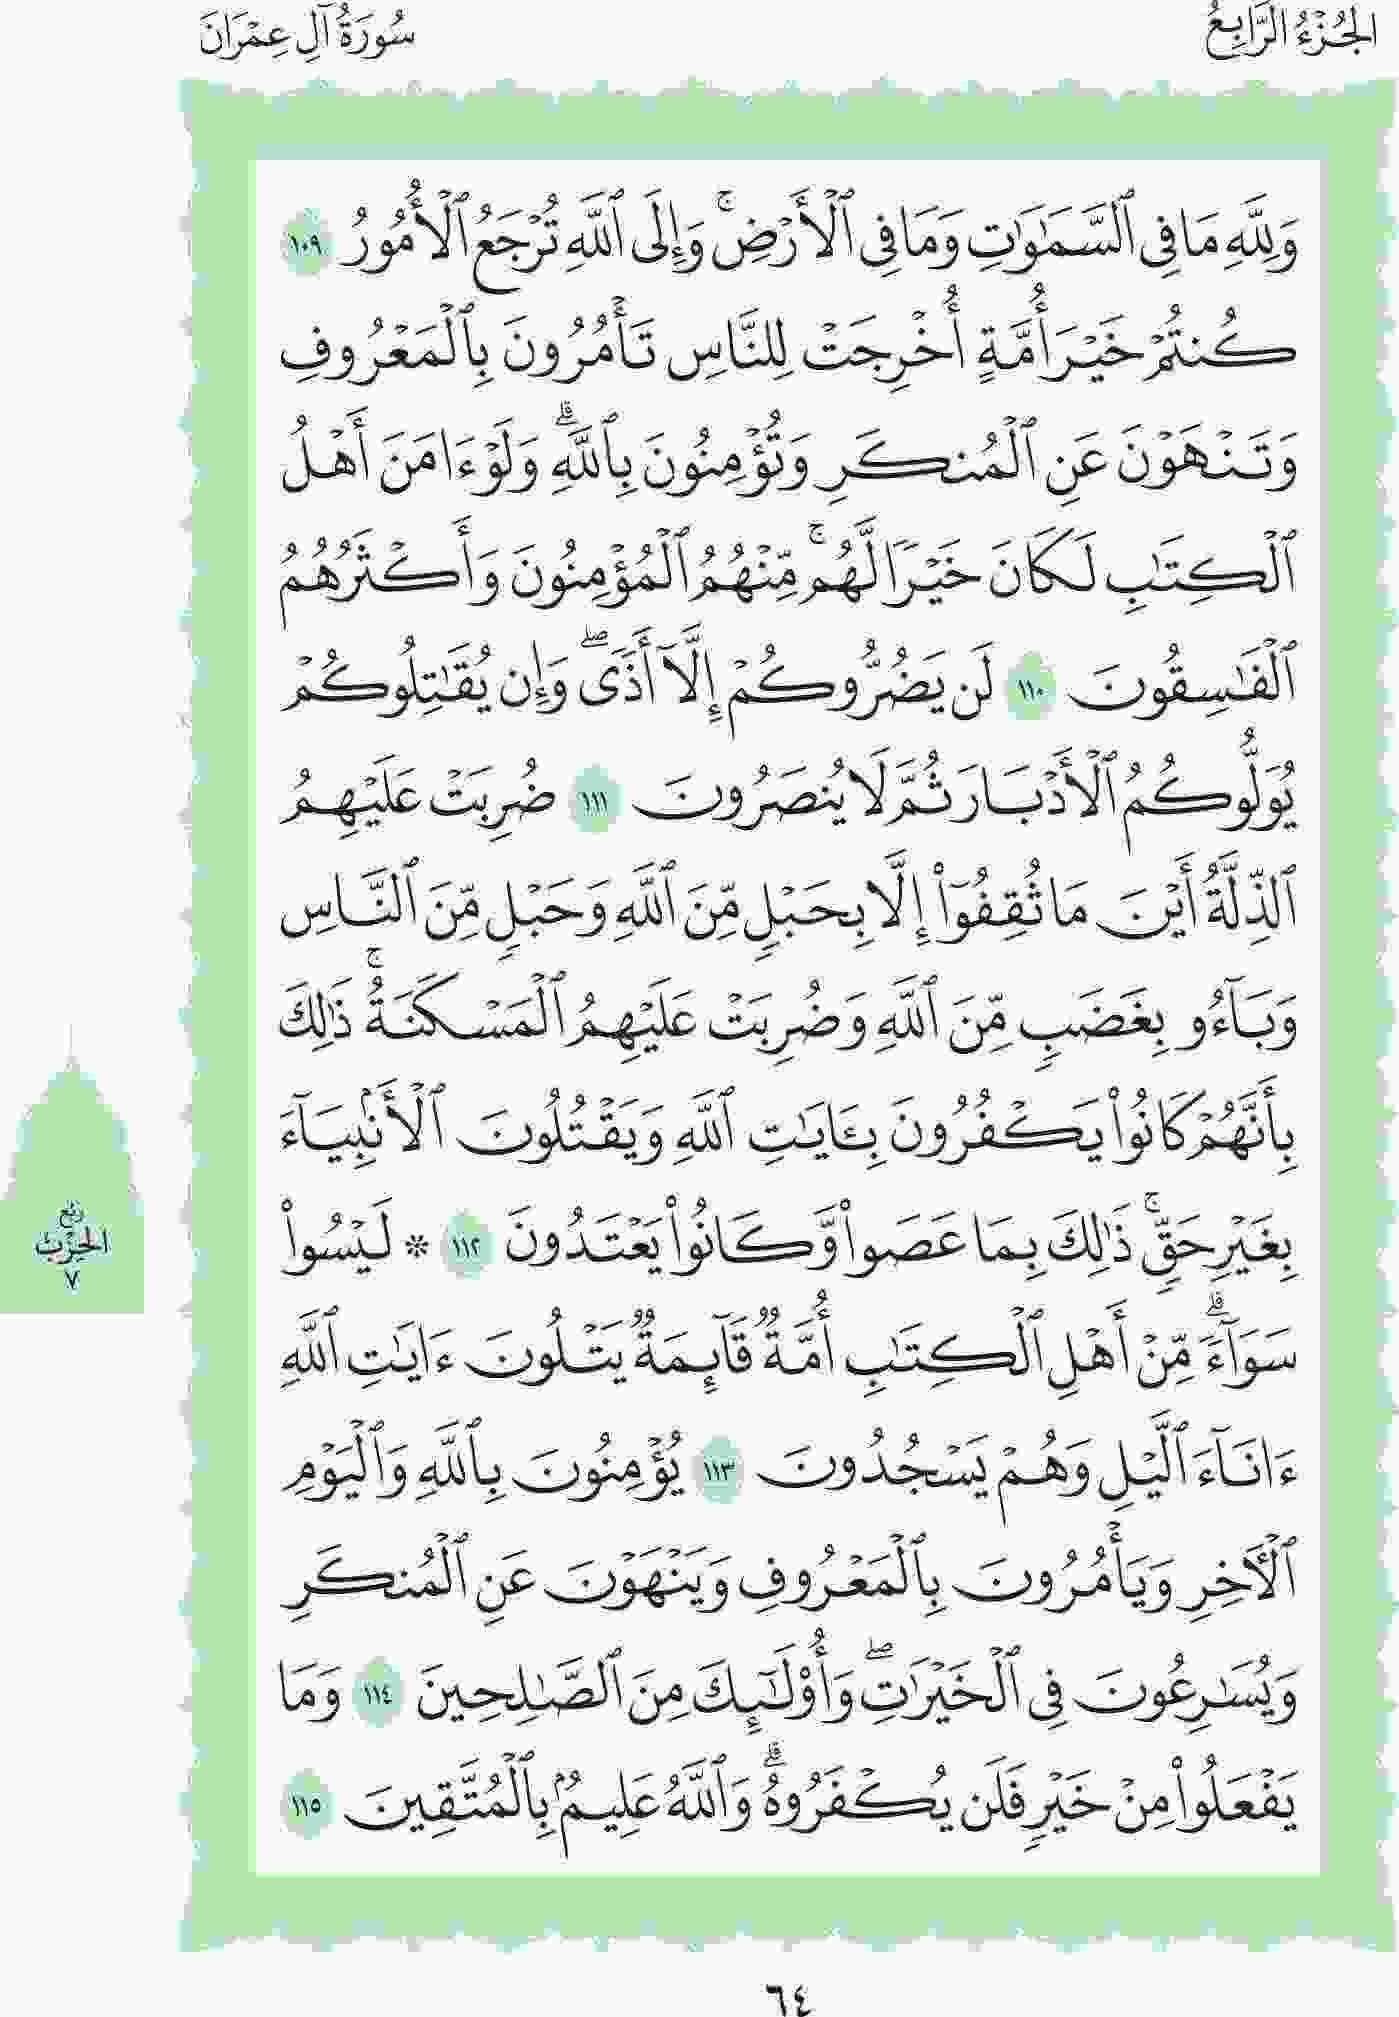 الجُزْءُ الرَّابِعُ
سُورَةُ آلِ عِمْرَانَ
وَلِلَّهِ مَا فِي ٱلسَّمَٰوَٰتِ وَمَا فِي ٱلْأَرْضِۚ وَإِلَى ٱللَّهِ تُرْجَعُ ٱلْأُمُورُ ١٠٩
كُنتُمْ خَيْرَ أُمَّةٍ أُخْرِجَتْ لِلنَّاسِ تَأْمُرُونَ بِٱلْمَعْرُوفِ
وَتَنْهَوْنَ عَنِ ٱلْمُنكَرِ وَتُؤْمِنُونَ بِٱللَّهِۗ وَلَوْ ءَامَنَ أَهْلُ
ٱلْكِتَٰبِ لَكَانَ خَيْرًا لَّهُمۚ مِّنْهُمُ ٱلْمُؤْمِنُونَ وَأَكْثَرُهُمُ
ٱلْفَٰسِقُونَ ١١٠ لَن يَضُرُّوكُمْ إِلَّآ أَذًىۖ وَإِن يُقَٰتِلُوكُمْ
يُوَلُّوكُمُ ٱلْأَدْبَارَ ثُمَّ لَا يُنصَرُونَ ١١١ ضُرِبَتْ عَلَيْهِمُ
ٱلذِّلَّةُ أَيْنَ مَا ثُقِفُوٓا۟ إِلَّا بِحَبْلٍ مِّنَ ٱللَّهِ وَحَبْلٍ مِّنَ ٱلنَّاسِ
وَبَآءُو بِغَضَبٍ مِّنَ ٱللَّهِ وَضُرِبَتْ عَلَيْهِمُ ٱلْمَسْكَنَةُۚ ذَٰلِكَ
بِأَنَّهُمْ كَانُوا۟ يَكْفُرُونَ بِـَٔايَٰتِ ٱللَّهِ وَيَقْتُلُونَ ٱلْأَنۢبِيَآءَ
بِغَيْرِ حَقٍّۚ ذَٰلِكَ بِمَا عَصَوا۟ وَّكَانُوا۟ يَعْتَدُونَ ١١٢ * لَيْسُوا۟
سَوَآءًۗ مِّنْ أَهْلِ ٱلْكِتَٰبِ أُمَّةٌ قَآئِمَةٌ يَتْلُونَ ءَايَٰتِ ٱللَّهِ
ءَانَآءَ ٱلَّيْلِ وَهُمْ يَسْجُدُونَ ١١٣ يُؤْمِنُونَ بِٱللَّهِ وَٱلْيَوْمِ
ٱلْـَٔاخِرِ وَيَأْمُرُونَ بِٱلْمَعْرُوفِ وَيَنْهَوْنَ عَنِ ٱلْمُنكَرِ
وَيُسَٰرِعُونَ فِي ٱلْخَيْرَٰتِۖ وَأُو۟لَٰٓئِكَ مِنَ ٱلصَّٰلِحِينَ ١١٤ وَمَا
يَفْعَلُوا۟ مِنْ خَيْرٍ فَلَن يُكْفَرُوهُۗ وَٱللَّهُ عَلِيمٌۢ بِٱلْمُتَّقِينَ ١١٥
رُبْع
الحِزْب
٧
٦٤